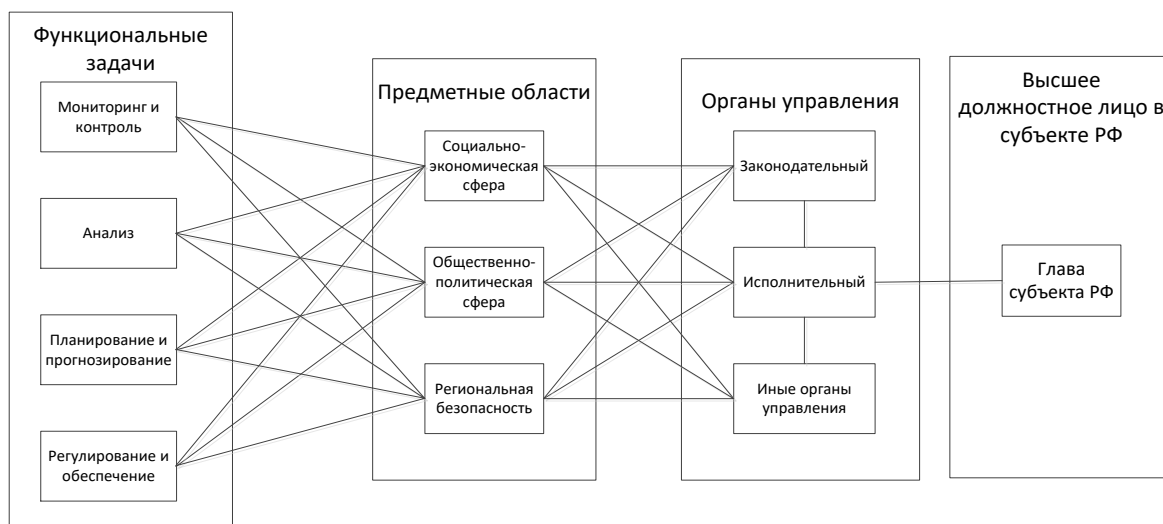 Функциональные
задачи
Мониторинг и
контроль
Анализ
Планирование и
прогнозирование
Регулирование и
обеспечение
Предметные области
Социально-
экономическая
сфера
Общественно-
политическая
сфера
Региональная
безопасность
Органы управления
Законодательный
Исполнительный
Иные органы
управления
Высшее
должностное лицо в
субъекте РФ
Глава
субъекта РФ